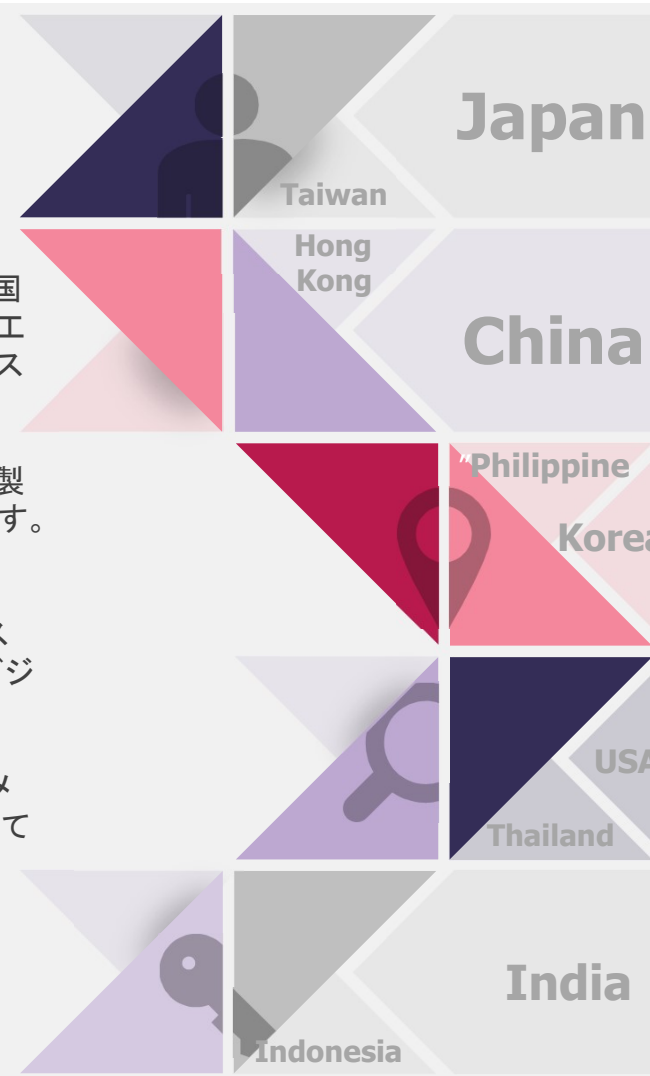 Japan
Taiwan
Hong
Kong
国
China
エ
ス
"Philippine
製
す。
Korea
ス
ジ
USA
メ
Thailand
て
India
Indonesia